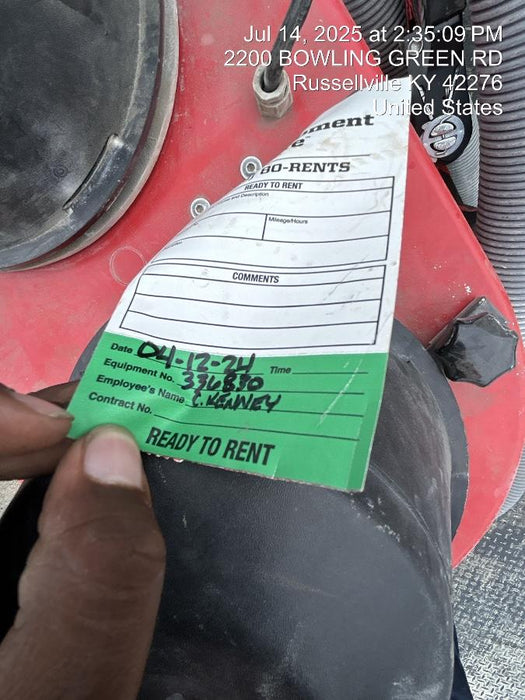 Jul 14, 2025 at 2:35:09 PM
2200 BOWLING GREEN RD
Russellville KY 42276
United States
READY TO RENT
Mileage/Hours
COMMENTS
Date 04-12-24 Time
Equipment No. 336830
Employee's Name C. KENNEY
Contract No.
READY TO RENT